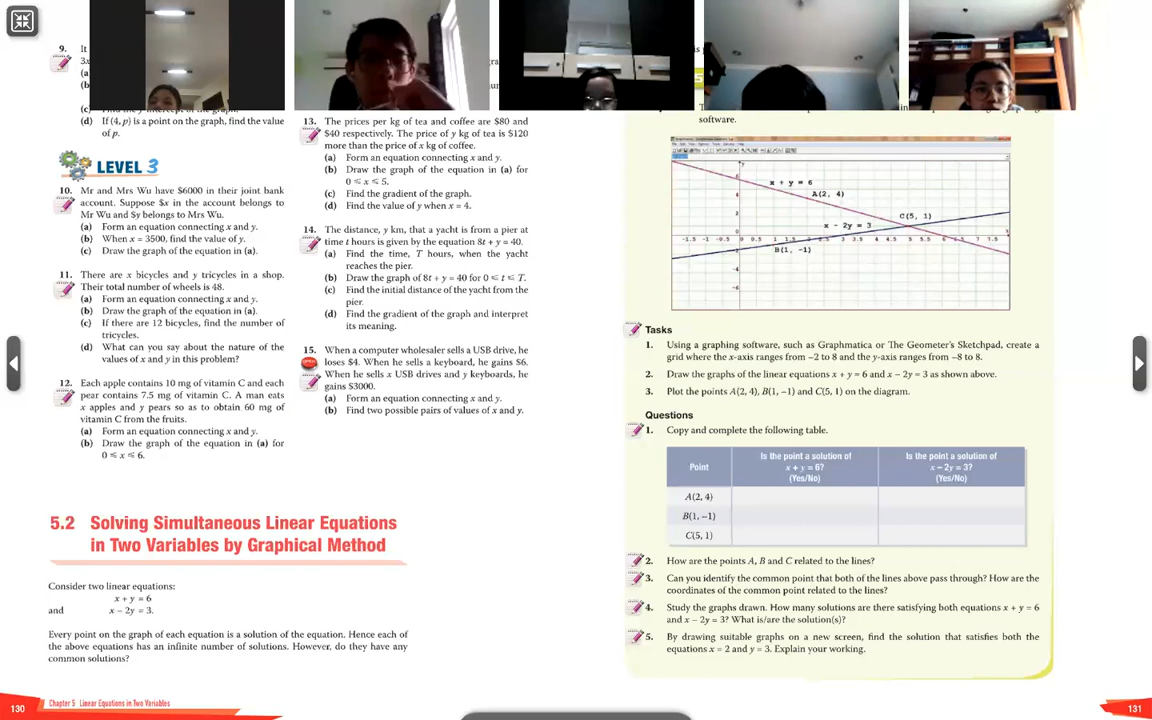 9. It
3x
(a
(b
(c) Find the y-intercept of the graph.
(d) If (4, p) is a point on the graph, find the value
of p.
LEVEL 3
10. Mr and Mrs Wu have $6000 in their joint bank
account. Suppose $x in the account belongs to
Mr Wu and $y belongs to Mrs Wu.
(a) Form an equation connecting x and y.
(b) When x = 3500, find the value of y.
(c) Draw the graph of the equation in (a).
11. There are x bicycles and y tricycles in a shop.
Their total number of wheels is 48.
(a) Form an equation connecting x and y.
(b) Draw the graph of the equation in (a).
(c) If there are 12 bicycles, find the number of
tricycles.
(d) What can you say about the nature of the
values of x and y in this problem?
12. Each apple contains 10 mg of vitamin C and each
pear contains 7.5 mg of vitamin C. A man eats
x apples and y pears so as to obtain 60 mg of
vitamin C from the fruits.
(a) Form an equation connecting x and y.
(b) Draw the graph of the equation in (a) for
0 ⩽ x ⩽ 6.
13. The prices per kg of tea and coffee are $80 and
$40 respectively. The price of y kg of tea is $120
more than the price of x kg of coffee.
(a) Form an equation connecting x and y.
(b) Draw the graph of the equation in (a) for
0 ⩽ x ⩽ 5.
(c) Find the gradient of the graph.
(d) Find the value of y when x = 4.
14. The distance, y km, that a yacht is from a pier at
time t hours is given by the equation 8t + y = 40.
(a) Find the time, T hours, when the yacht
reaches the pier.
(b) Draw the graph of 8t + y = 40 for 0 ⩽ t ⩽ T.
(c) Find the initial distance of the yacht from the
pier.
(d) Find the gradient of the graph and interpret
its meaning.
15. When a computer wholesaler sells a USB drive, he
loses $4. When he sells a keyboard, he gains $6.
When he sells x USB drives and y keyboards, he
gains $3000.
(a) Form an equation connecting x and y.
(b) Find two possible pairs of values of x and y.
5.2 Solving Simultaneous Linear Equations
in Two Variables by Graphical Method
Consider two linear equations:
x + y = 6
and x − 2y = 3.
Every point on the graph of each equation is a solution of the equation. Hence each of
the above equations has an infinite number of solutions. However, do they have any
common solutions?
130 Chapter 5 Linear Equations in Two Variables
software.
x + y = 6
A(2, 4)
C(5, 1)
x - 2y = 3
B(1, -1)
Tasks
1. Using a graphing software, such as Graphmatica or The Geometer's Sketchpad, create a
grid where the x-axis ranges from −2 to 8 and the y-axis ranges from −8 to 8.
2. Draw the graphs of the linear equations x + y = 6 and x − 2y = 3 as shown above.
3. Plot the points A(2, 4), B(1, −1) and C(5, 1) on the diagram.
Questions
1. Copy and complete the following table.
Point
Is the point a solution of
x + y = 6?
(Yes/No)
Is the point a solution of
x − 2y = 3?
(Yes/No)
A(2, 4)
B(1, −1)
C(5, 1)
2. How are the points A, B and C related to the lines?
3. Can you identify the common point that both of the lines above pass through? How are the
coordinates of the common point related to the lines?
4. Study the graphs drawn. How many solutions are there satisfying both equations x + y = 6
and x − 2y = 3? What is/are the solution(s)?
5. By drawing suitable graphs on a new screen, find the solution that satisfies both the
equations x = 2 and y = 3. Explain your working.
131